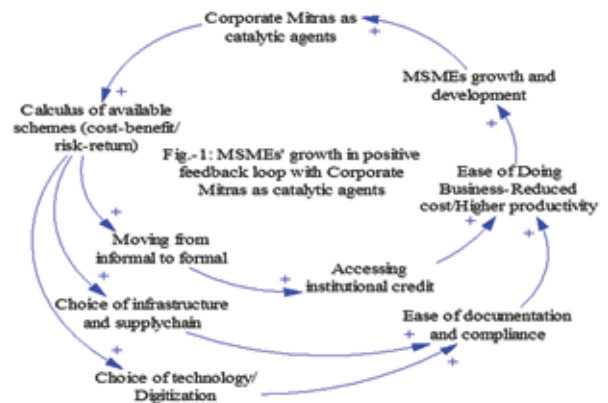 Corporate Mitras as
catalytic agents
+
MSMEs growth and
development
+
+
Calculus of available
schemes (cost-benefit/
risk-return)
Fig.-1: MSMEs' growth in positive
feedback loop with Corporate
Mitras as catalytic agents
Ease of Doing
Business-Reduced
cost/Higher productivity
+
+
+
Moving from
informal to formal
+
Accessing
institutional credit
+
Choice of infrastructure
and supplychain
Ease of documentation
and compliance
+
+
+
Choice of technology/
Digitization